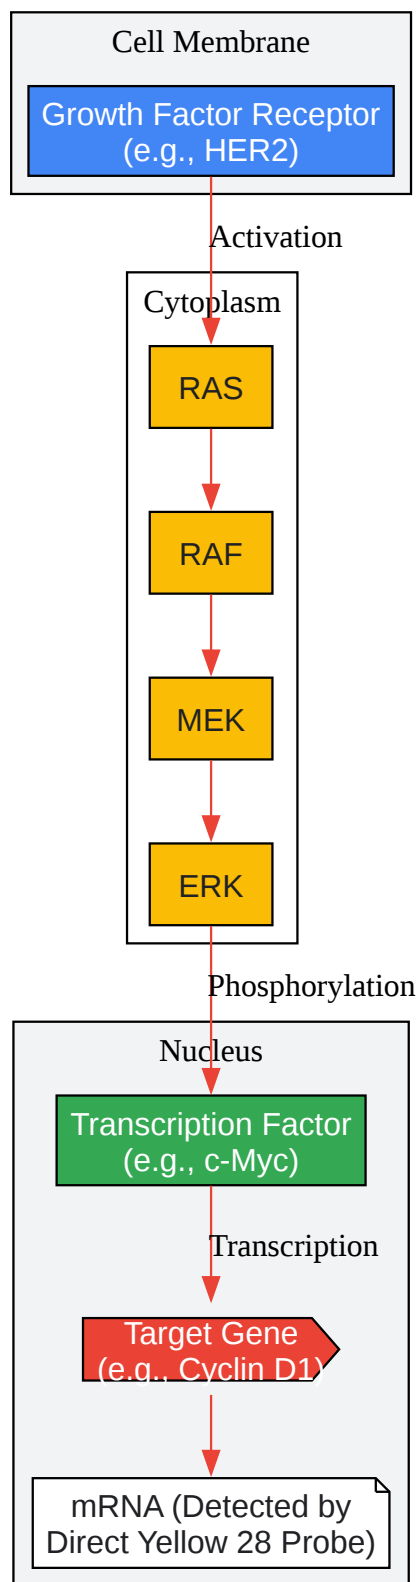 Cell Membrane
Growth Factor Receptor
(e.g., HER2)
Activation
Cytoplasm
RAS
RAF
MEK
ERK
Phosphorylation
Nucleus
Transcription Factor
(e.g., c-Myc)
Transcription
Target Gene
(e.g., Cyclin D1)
mRNA (Detected by
Direct Yellow 28 Probe)